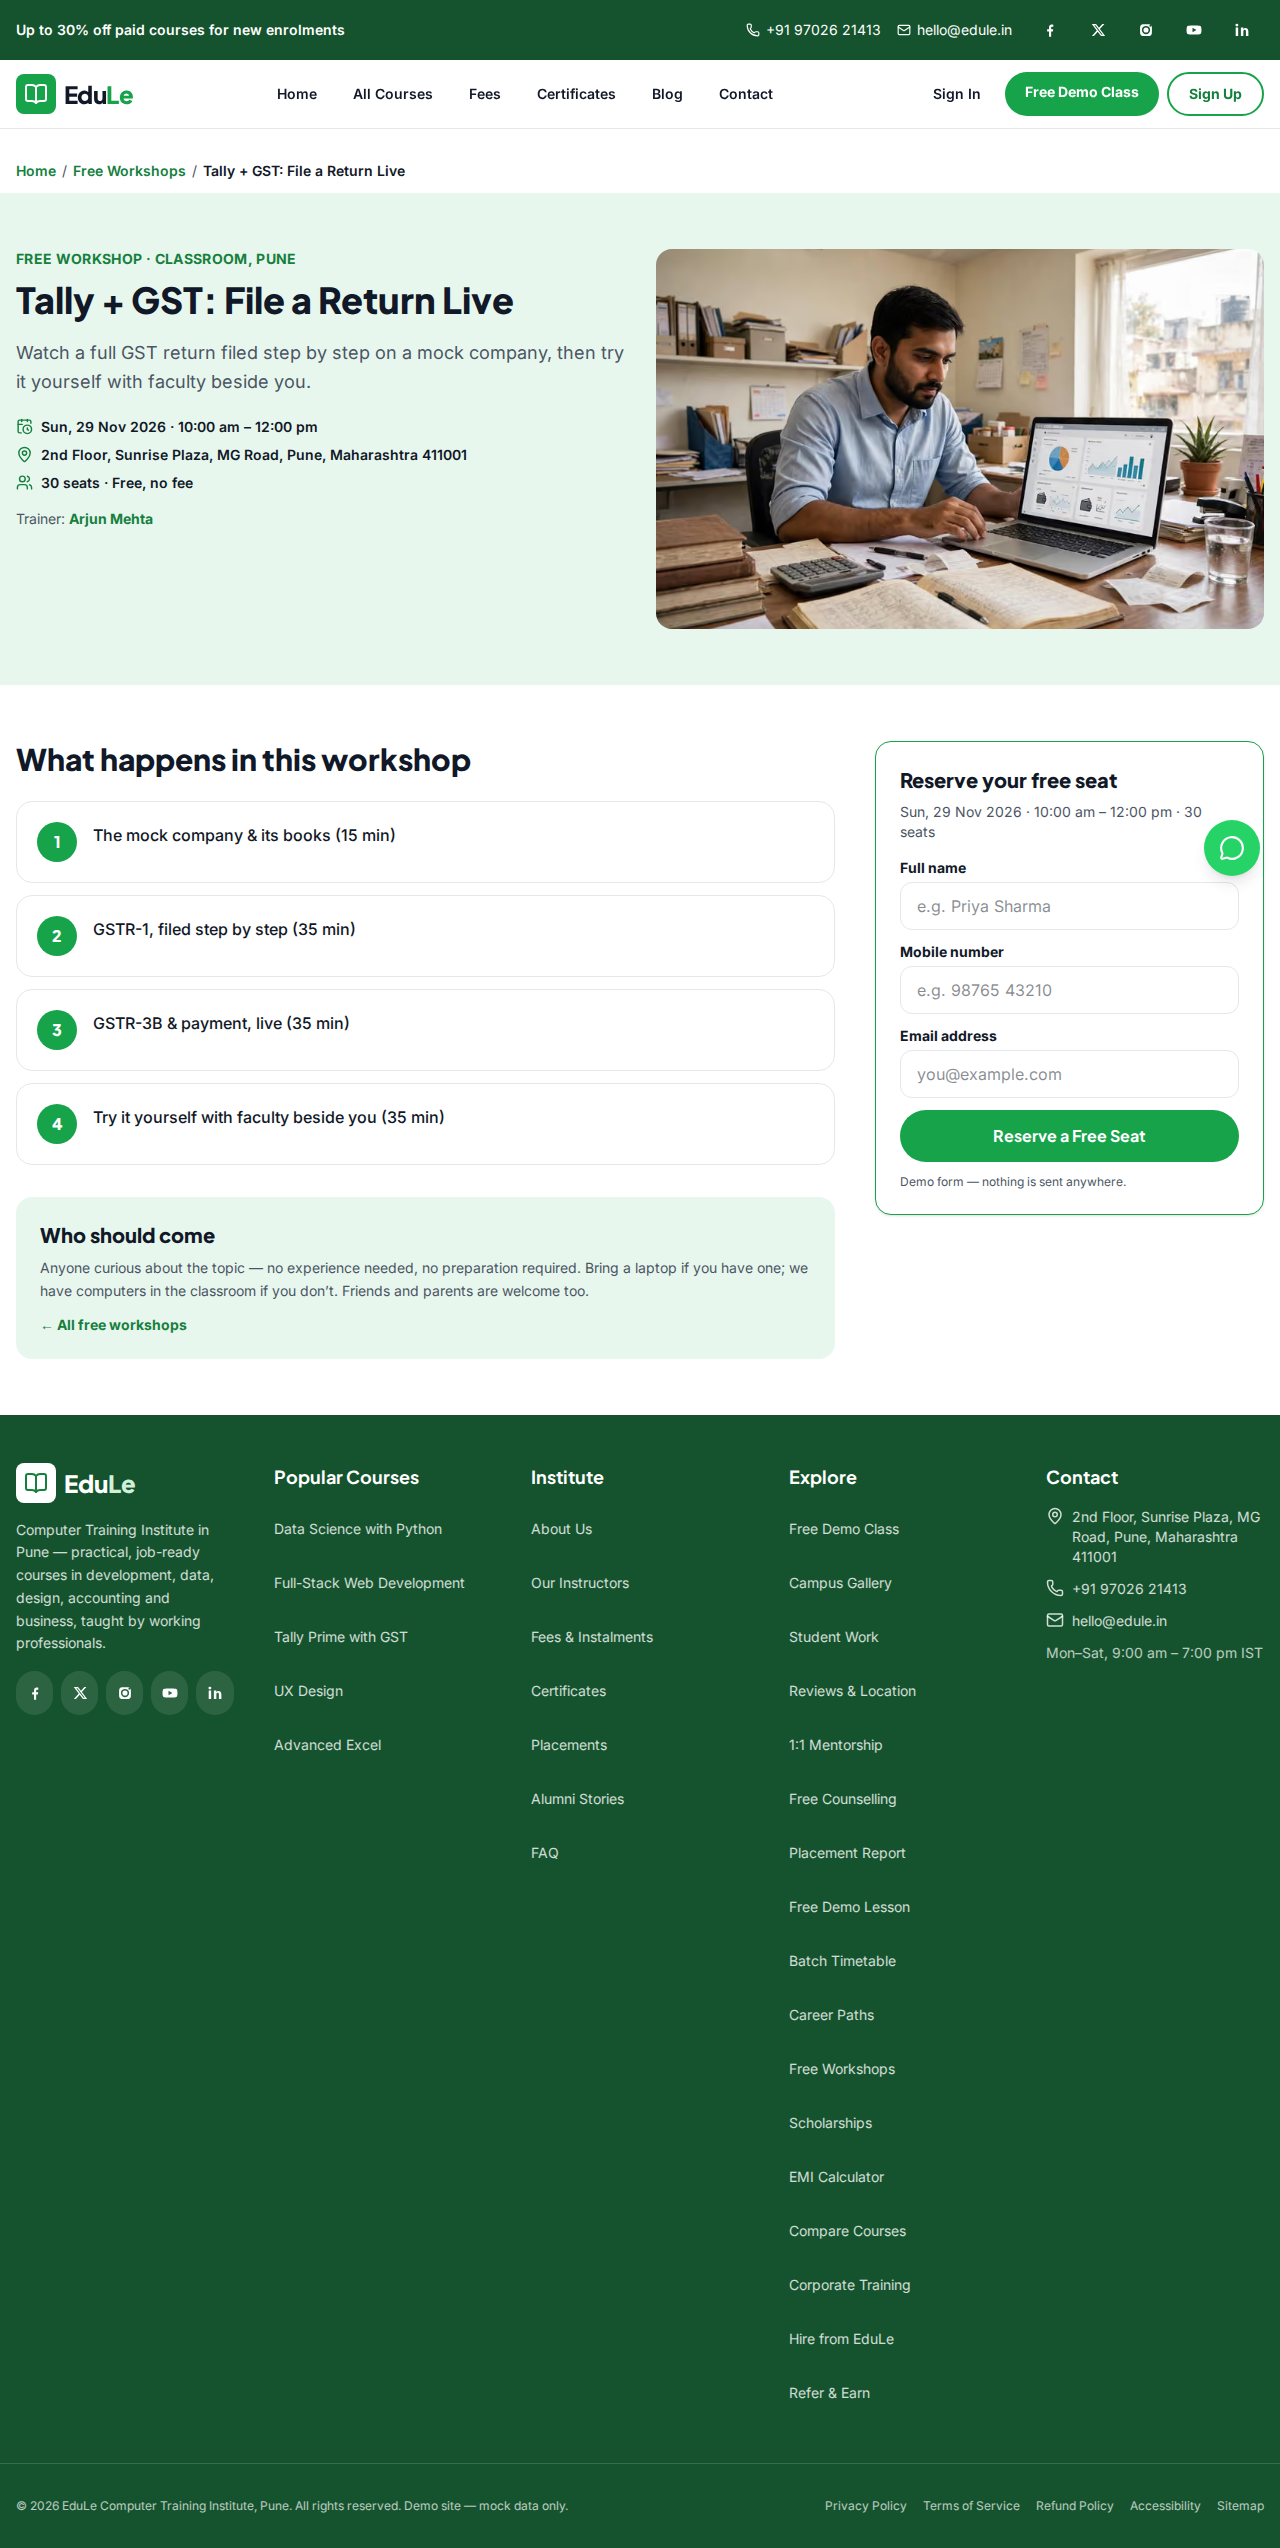 Up to 30% off paid courses for new enrolments
+91 97026 21413
hello@edule.in
EduLe
Home
All Courses
Fees
Certificates
Blog
Contact
Sign In
Free Demo Class
Sign Up
Home / Free Workshops / Tally + GST: File a Return Live
FREE WORKSHOP · CLASSROOM, PUNE
Tally + GST: File a Return Live
Watch a full GST return filed step by step on a mock company, then try
it yourself with faculty beside you.
Sun, 29 Nov 2026 · 10:00 am – 12:00 pm
2nd Floor, Sunrise Plaza, MG Road, Pune, Maharashtra 411001
30 seats · Free, no fee
Trainer: Arjun Mehta
What happens in this workshop
1
The mock company & its books (15 min)
2
GSTR-1, filed step by step (35 min)
3
GSTR-3B & payment, live (35 min)
4
Try it yourself with faculty beside you (35 min)
Who should come
Anyone curious about the topic — no experience needed, no preparation required. Bring a laptop if you have one; we
have computers in the classroom if you don’t. Friends and parents are welcome too.
← All free workshops
Reserve your free seat
Sun, 29 Nov 2026 · 10:00 am – 12:00 pm · 30
seats
Full name
e.g. Priya Sharma
Mobile number
e.g. 98765 43210
Email address
you@example.com
Reserve a Free Seat
Demo form — nothing is sent anywhere.
EduLe
Computer Training Institute in
Pune — practical, job-ready
courses in development, data,
design, accounting and
business, taught by working
professionals.
Popular Courses
Data Science with Python
Full-Stack Web Development
Tally Prime with GST
UX Design
Advanced Excel
Institute
About Us
Our Instructors
Fees & Instalments
Certificates
Placements
Alumni Stories
FAQ
Explore
Free Demo Class
Campus Gallery
Student Work
Reviews & Location
1:1 Mentorship
Free Counselling
Placement Report
Free Demo Lesson
Batch Timetable
Career Paths
Free Workshops
Scholarships
EMI Calculator
Compare Courses
Corporate Training
Hire from EduLe
Refer & Earn
Contact
2nd Floor, Sunrise Plaza, MG
Road, Pune, Maharashtra
411001
+91 97026 21413
hello@edule.in
Mon–Sat, 9:00 am – 7:00 pm IST
© 2026 EduLe Computer Training Institute, Pune. All rights reserved. Demo site — mock data only.
Privacy Policy
Terms of Service
Refund Policy
Accessibility
Sitemap